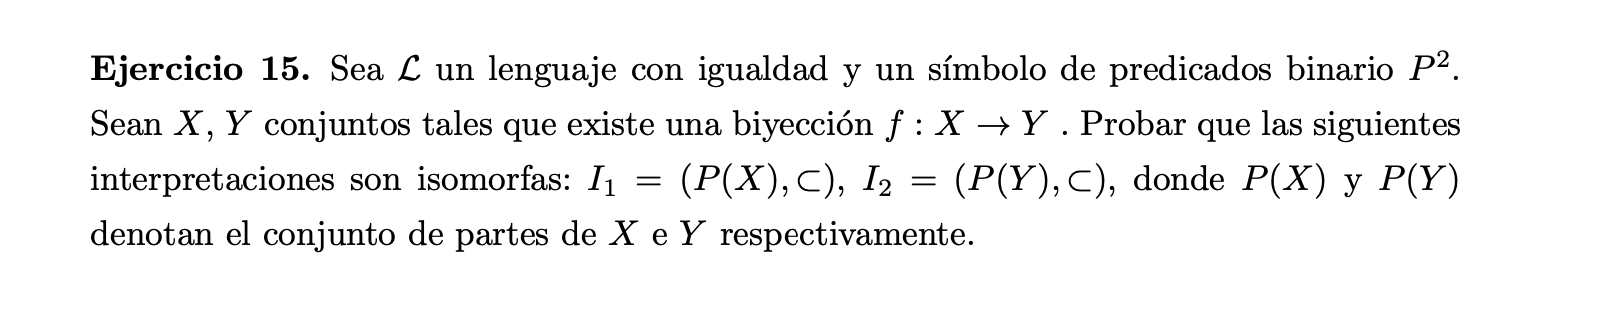 Ejercicio 15. Sea ℒ un lenguaje con igualdad y un símbolo de predicados binario P².
Sean X, Y conjuntos tales que existe una biyección f : X → Y . Probar que las siguientes
interpretaciones son isomorfas: I₁ = (P(X), ⊂), I₂ = (P(Y), ⊂), donde P(X) y P(Y)
denotan el conjunto de partes de X e Y respectivamente.